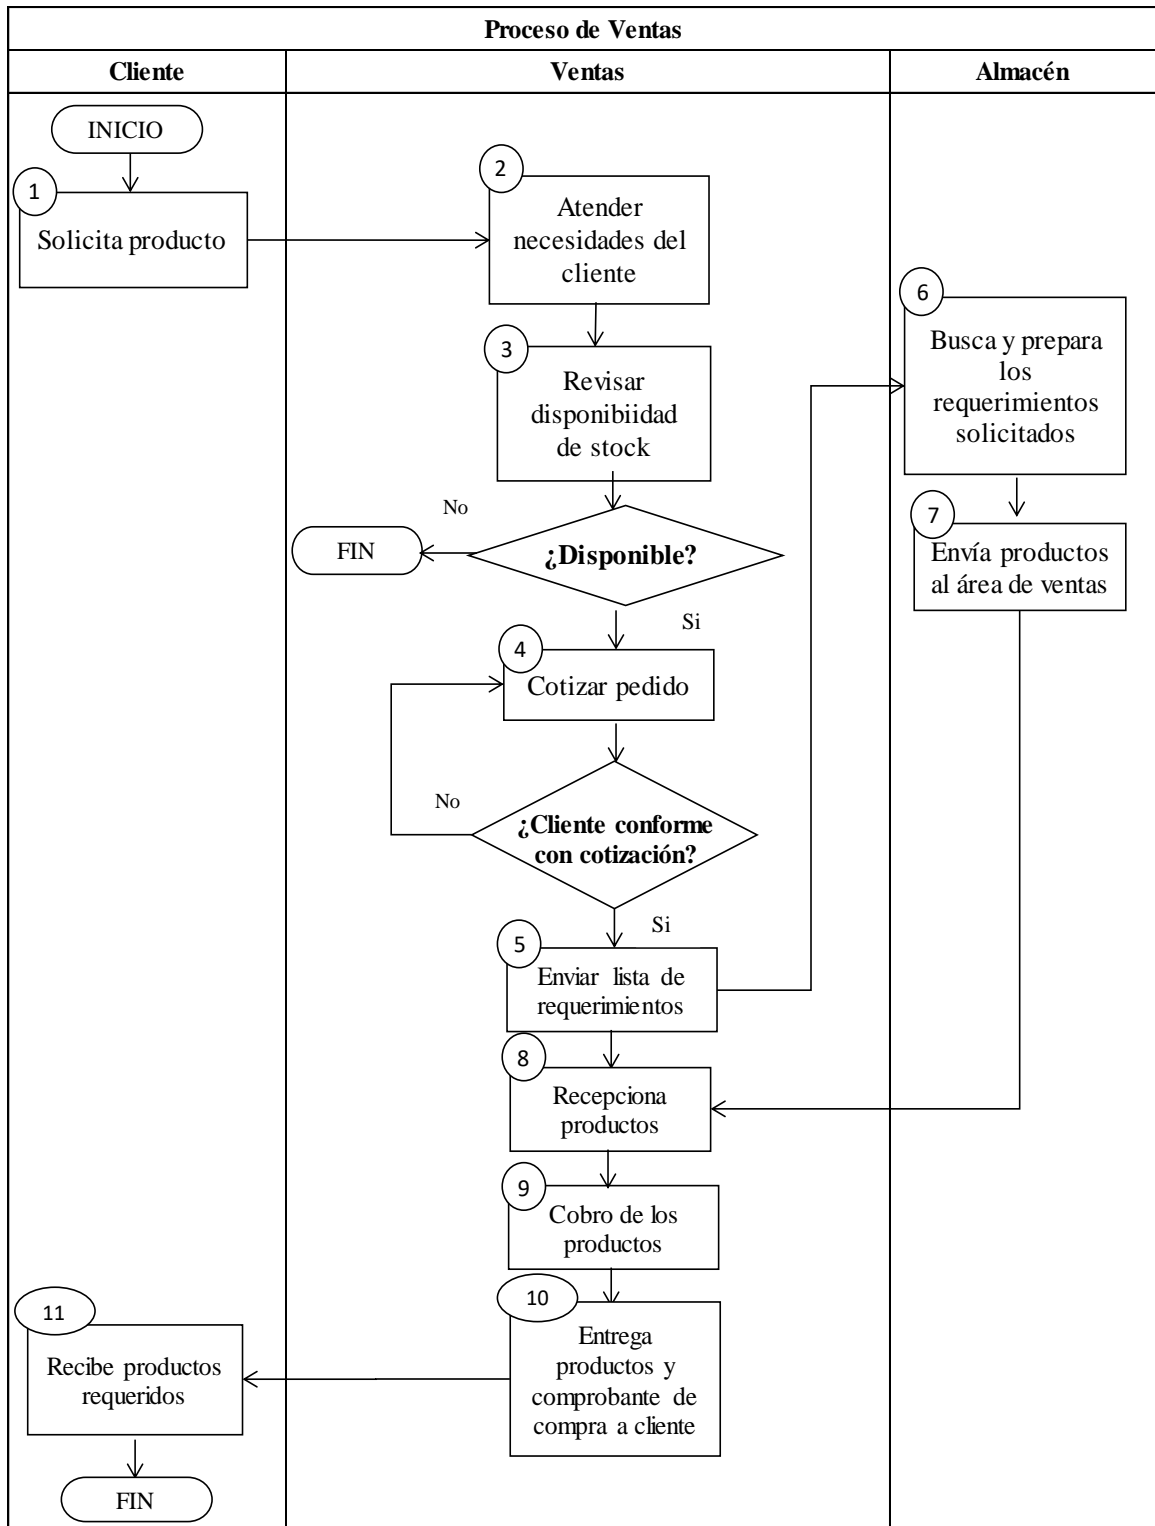 Proceso de Ventas
Cliente
Ventas
Almacén
INICIO
1
Solicita producto
2
Atender
necesidades del
cliente
3
Revisar
disponibiidad
de stock
No
FIN
¿Disponible?
Si
4
Cotizar pedido
No
¿Cliente conforme
con cotización?
Si
5
Enviar lista de
requerimientos
6
Busca y prepara
los
requerimientos
solicitados
7
Envía productos
al área de ventas
8
Recepciona
productos
9
Cobro de los
productos
10
Entrega
productos y
comprobante de
compra a cliente
11
Recibe productos
requeridos
FIN